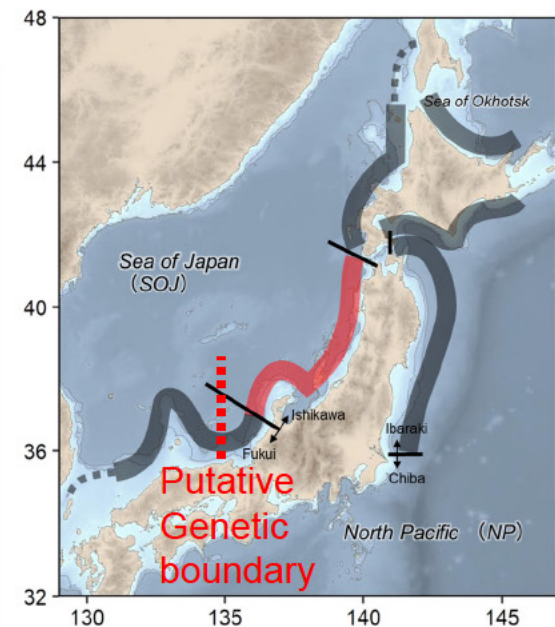 48
44
40
36
32
130
135
140
145
Sea of Okhotsk
Sea of Japan
(SOJ)
Ishikawa
Fukui
Ibaraki
Chiba
Putative
Genetic
boundary
North Pacific (NP)